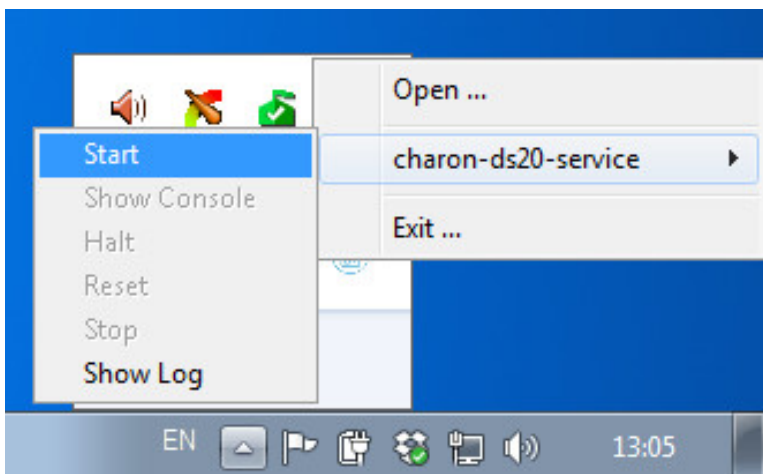 Open ...
charon-ds20-service
Exit ...
Start
Show Console
Halt
Reset
Stop
Show Log
EN
13:05